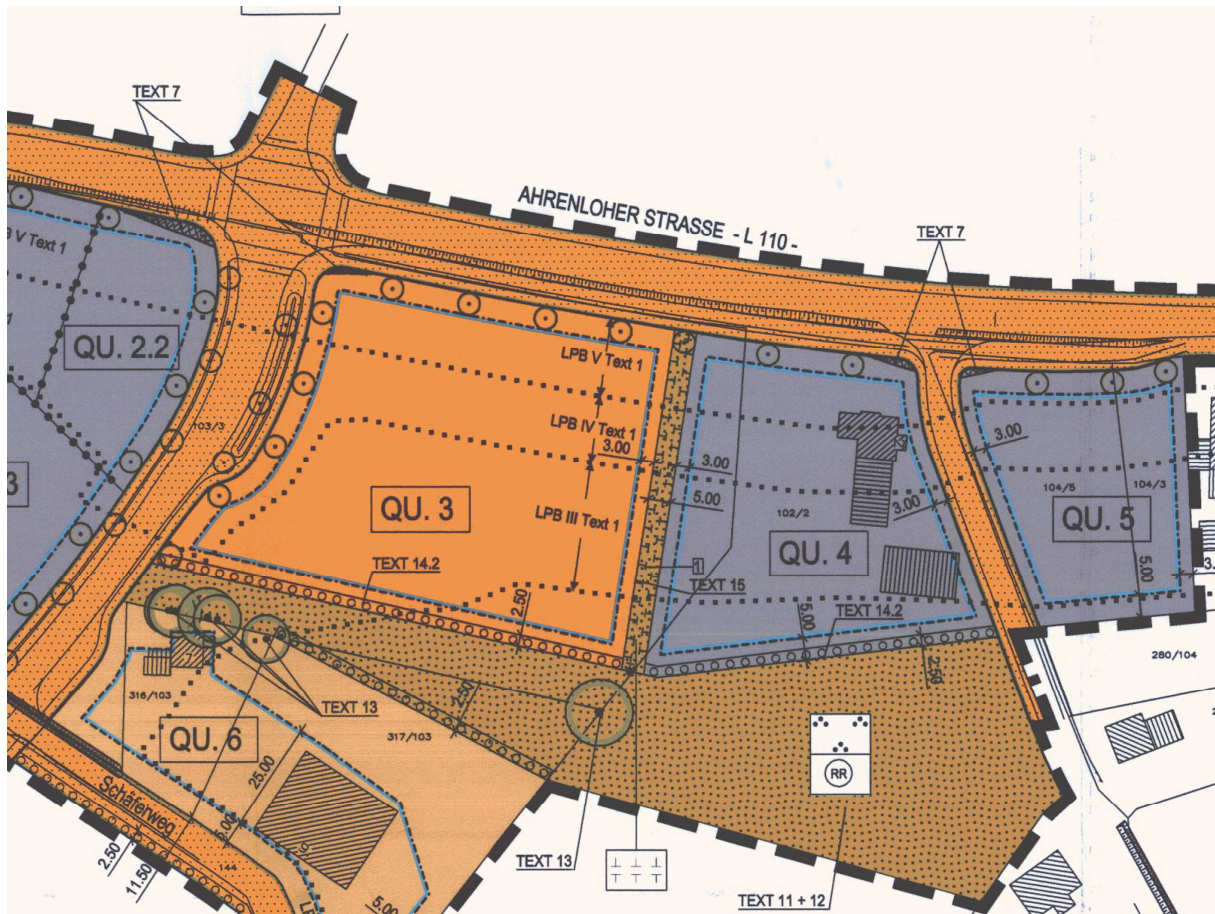 TEXT 7
AHRENLOHER STRASSE - L 110 -
TEXT 7
B V Text 1
QU. 2.2
LPB V Text 1
LPB IV Text 1
3.00
3.00
5.00
103/3
3
QU. 3
LPB III Text 1
102/2
QU. 4
3.00
3.00
104/5
104/3
QU. 5
5.00
3.
TEXT 14.2
2.50
1
TEXT 15
5.00
TEXT 14.2
2.50
280/104
316/103
TEXT 13
2.50
317/103
QU. 6
25.00
RR
Schäferweg
2.50
11.50
144
5.00
TEXT 13
TEXT 11 + 12